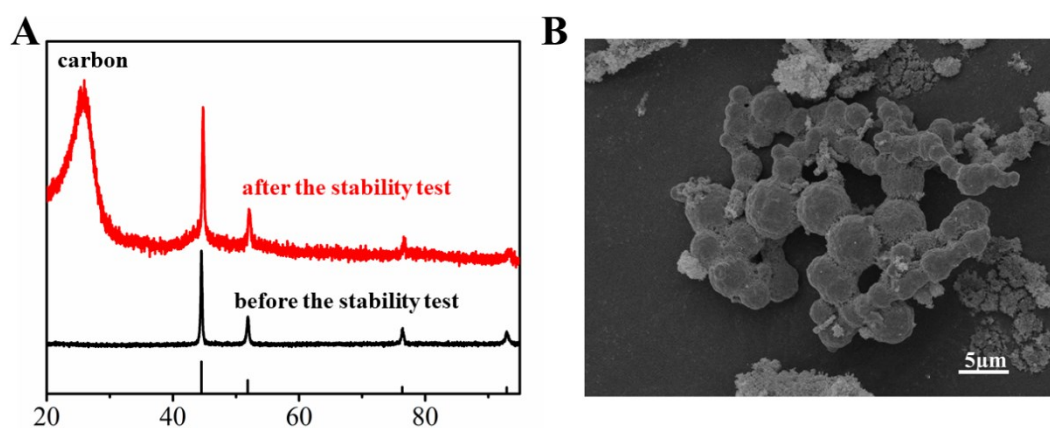 A
carbon
after the stability test
before the stability test
20 40 60 80
B
5μm